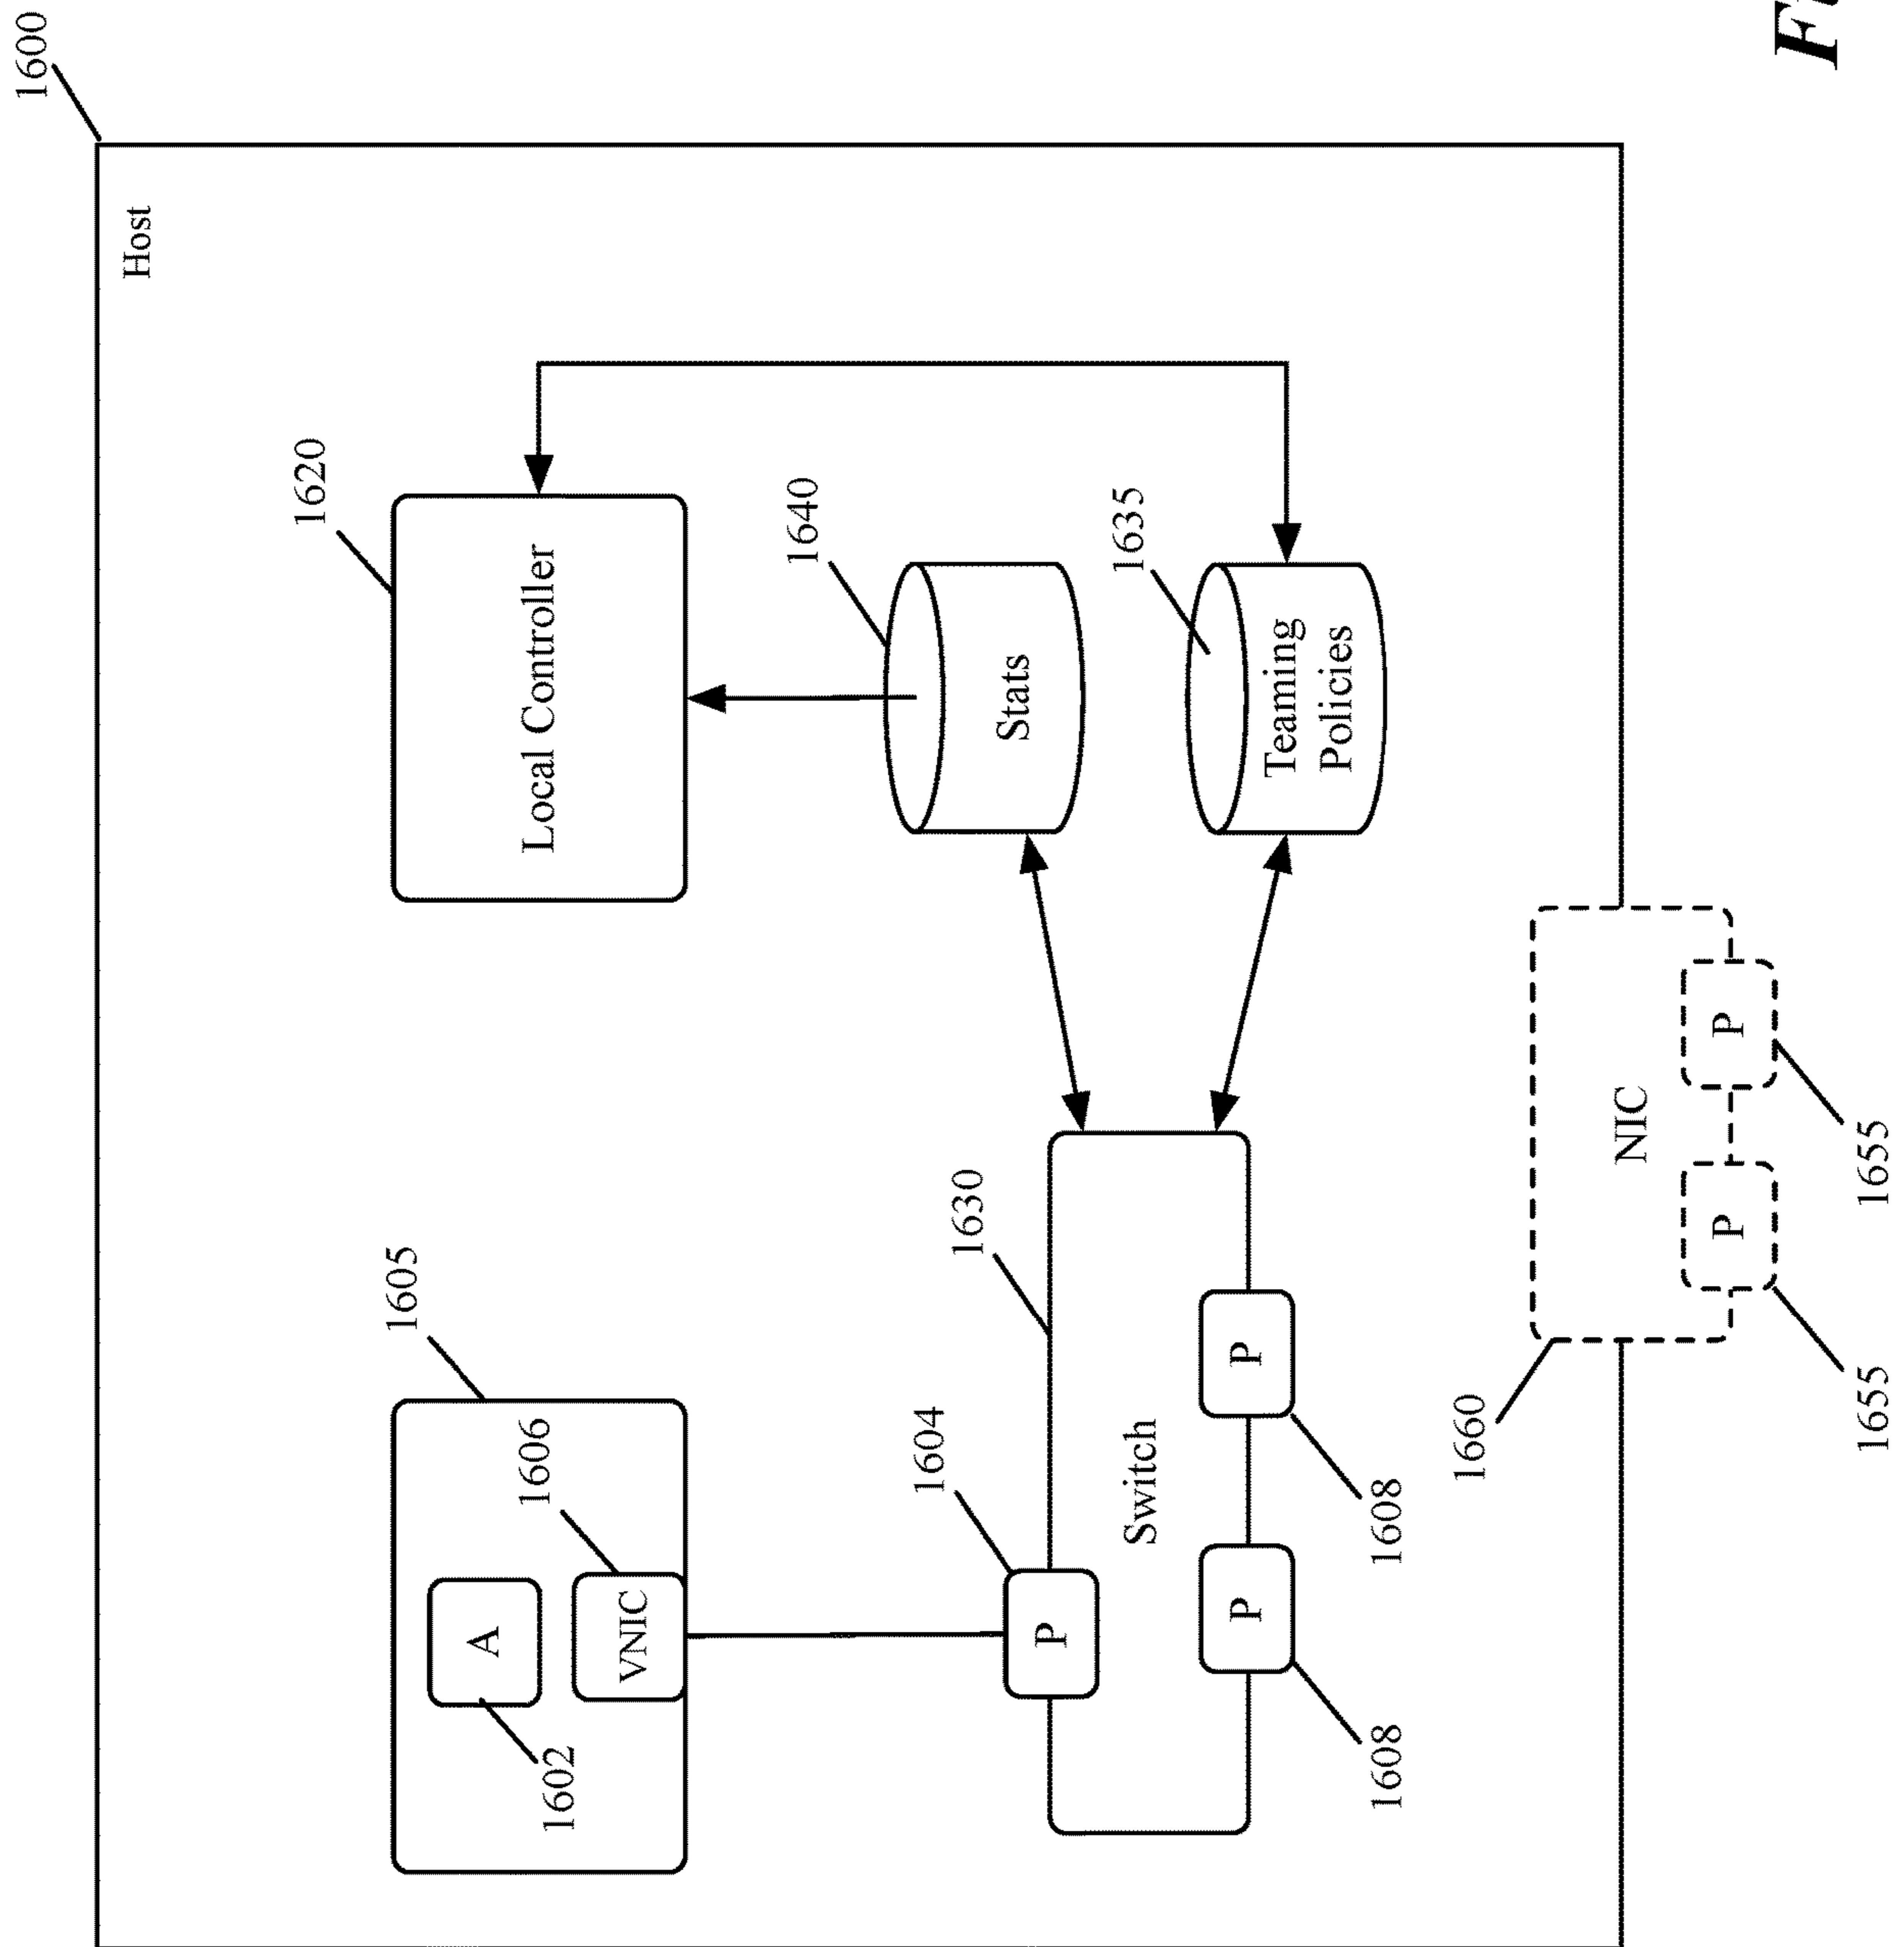 1600
Host
1620
1605
A
1606
Local Controller
1602
VNIC
1640
1604
1630
Stats
P
1635
Switch
P
P
Teaming
Policies
1608
1608
1660
NIC
P
P
1655
1655